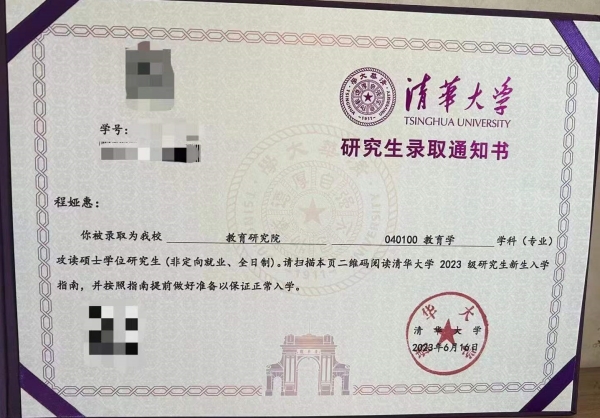 清华大学
TSINGHUA UNIVERSITY
研究生录取通知书
学号：
程娅惠：
你被录取为我校 教育研究院 040100 教育学 学科（专业）
攻读硕士学位研究生（非定向就业、全日制）。请扫描本页二维码阅读清华大学 2023 级研究生新生入学
指南，并按照指南提前做好准备以保证正常入学。
清华大学
2023年6月16日